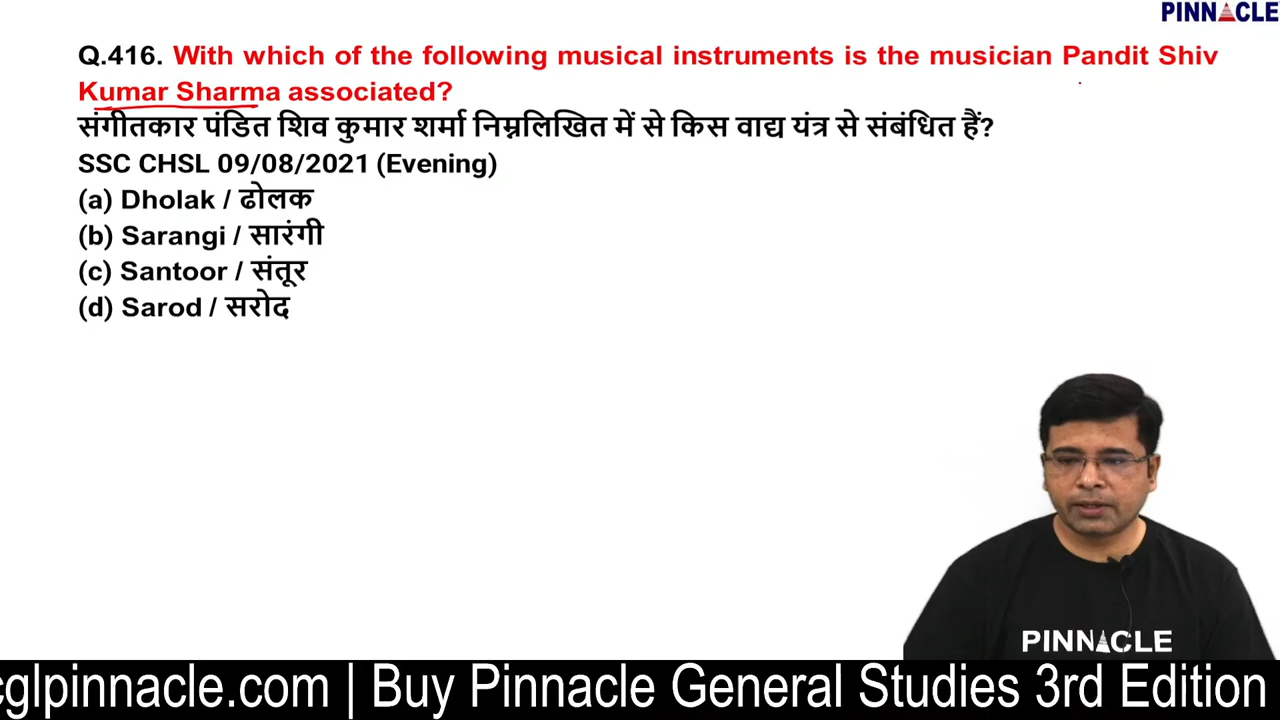 PINNACLE
Q.416. With which of the following musical instruments is the musician Pandit Shiv
Kumar Sharma associated?
संगीतकार पंडित शिव कुमार शर्मा निम्नलिखित में से किस वाद्य यंत्र से संबंधित हैं?
SSC CHSL 09/08/2021 (Evening)
(a) Dholak / ढोलक
(b) Sarangi / सारंगी
(c) Santoor / संतूर
(d) Sarod / सरोद
PINNACLE
cglpinnacle.com | Buy Pinnacle General Studies 3rd Edition